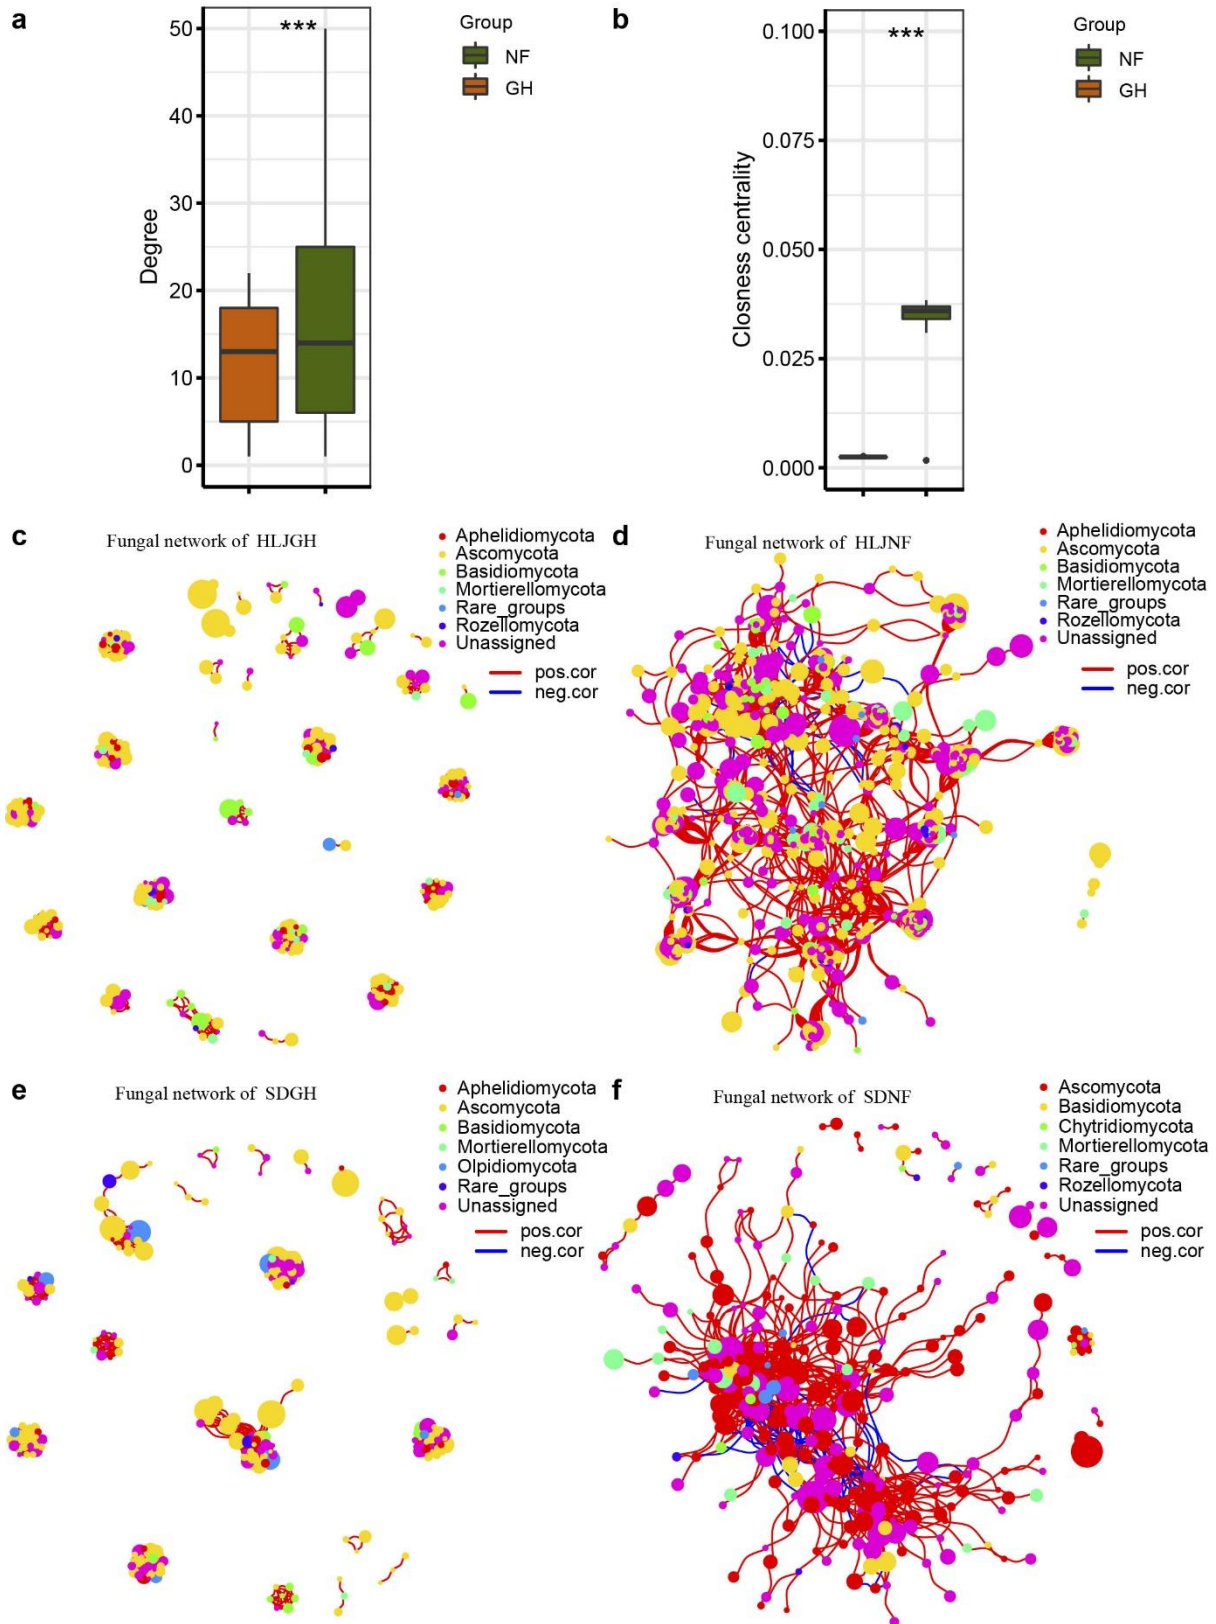 a
***
Group
NF
GH
50
40
30
20
10
0
Degree
b
***
Group
NF
GH
0.100
0.075
0.050
0.025
0.000
Closness centrality
c
Fungal network of HLJGH
Aphelidiomycota
Ascomycota
Basidiomycota
Mortierellomycota
Rare_groups
Rozellomycota
Unassigned
pos.cor
neg.cor
d
Fungal network of HLJNF
Aphelidiomycota
Ascomycota
Basidiomycota
Mortierellomycota
Rare_groups
Rozellomycota
Unassigned
pos.cor
neg.cor
e
Fungal network of SDGH
Aphelidiomycota
Ascomycota
Basidiomycota
Mortierellomycota
Olpidiomycota
Rare_groups
Unassigned
pos.cor
neg.cor
f
Fungal network of SDNF
Ascomycota
Basidiomycota
Chytridiomycota
Mortierellomycota
Rare_groups
Rozellomycota
Unassigned
pos.cor
neg.cor